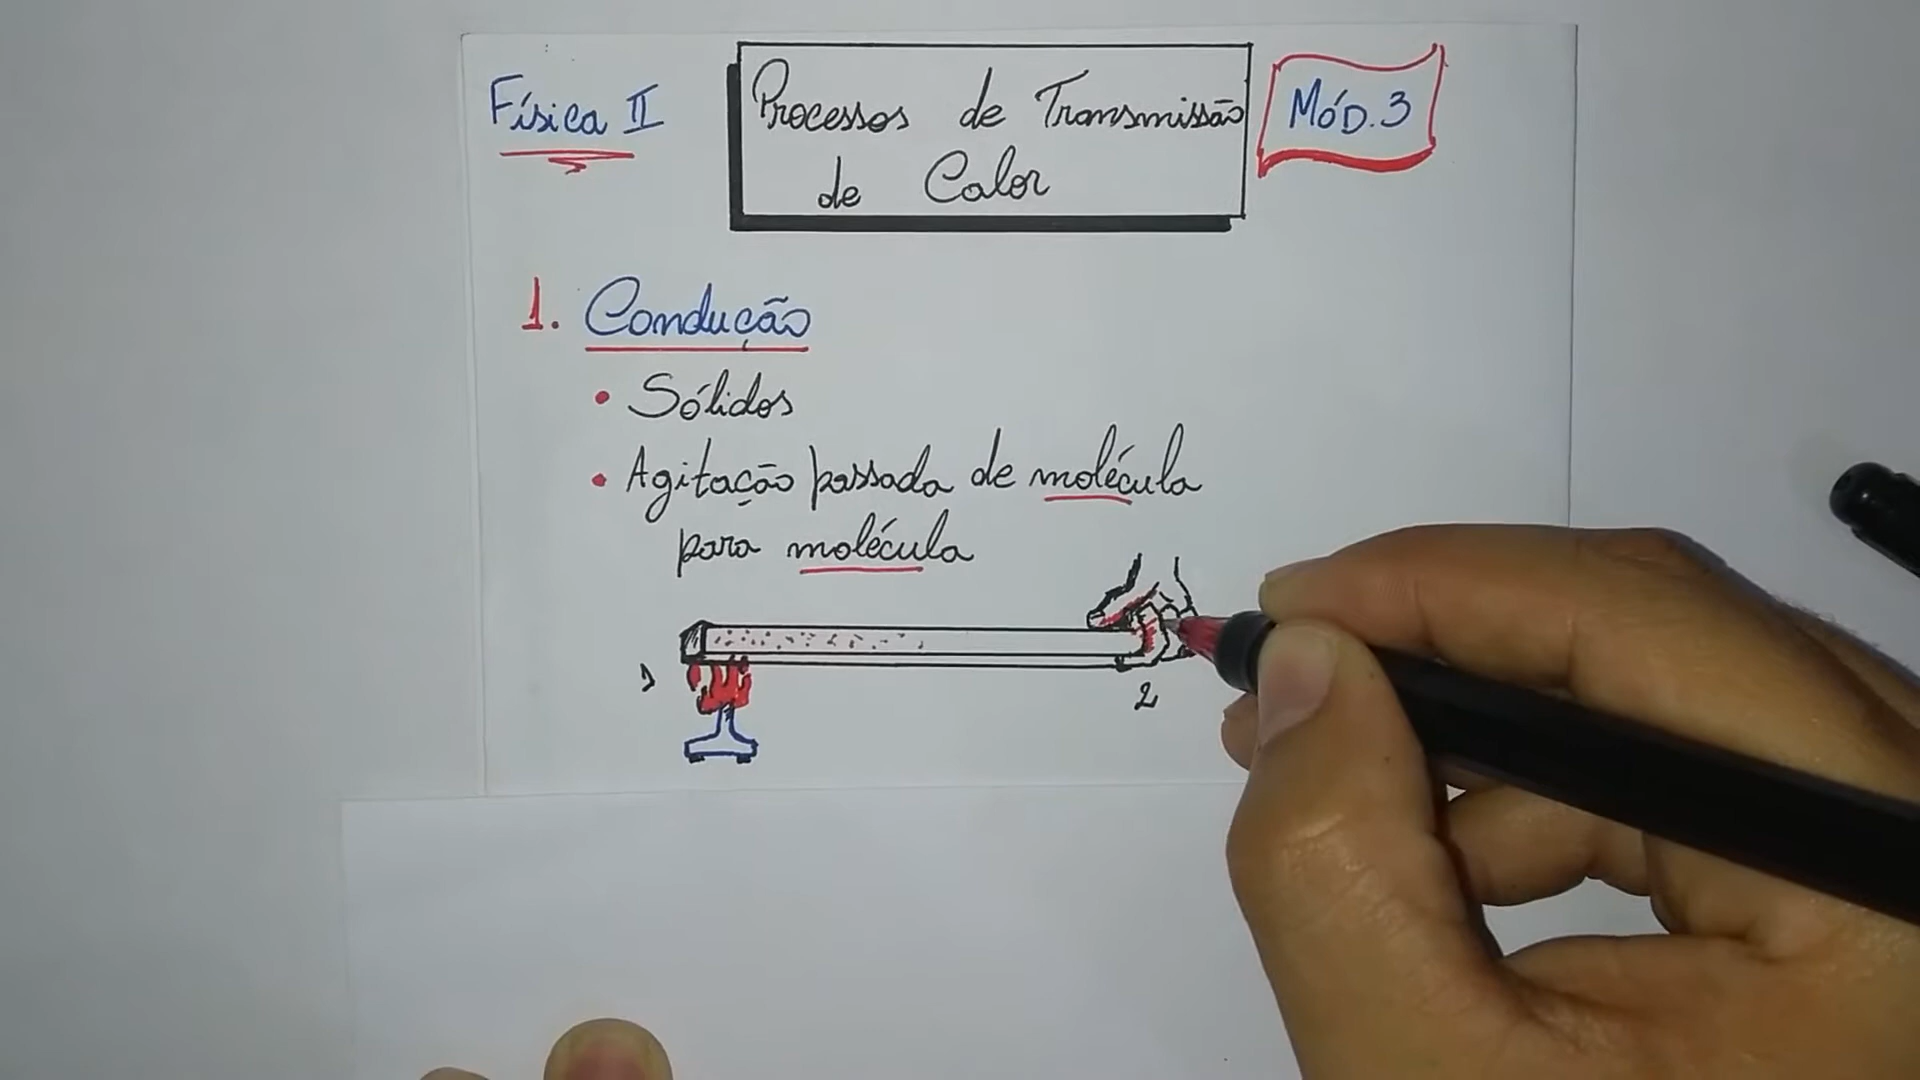 Física II
Processos de Transmissão
de Calor
MÓD. 3
1. Condução
• Sólidos
• Agitação passada de molécula
para molécula
1
2